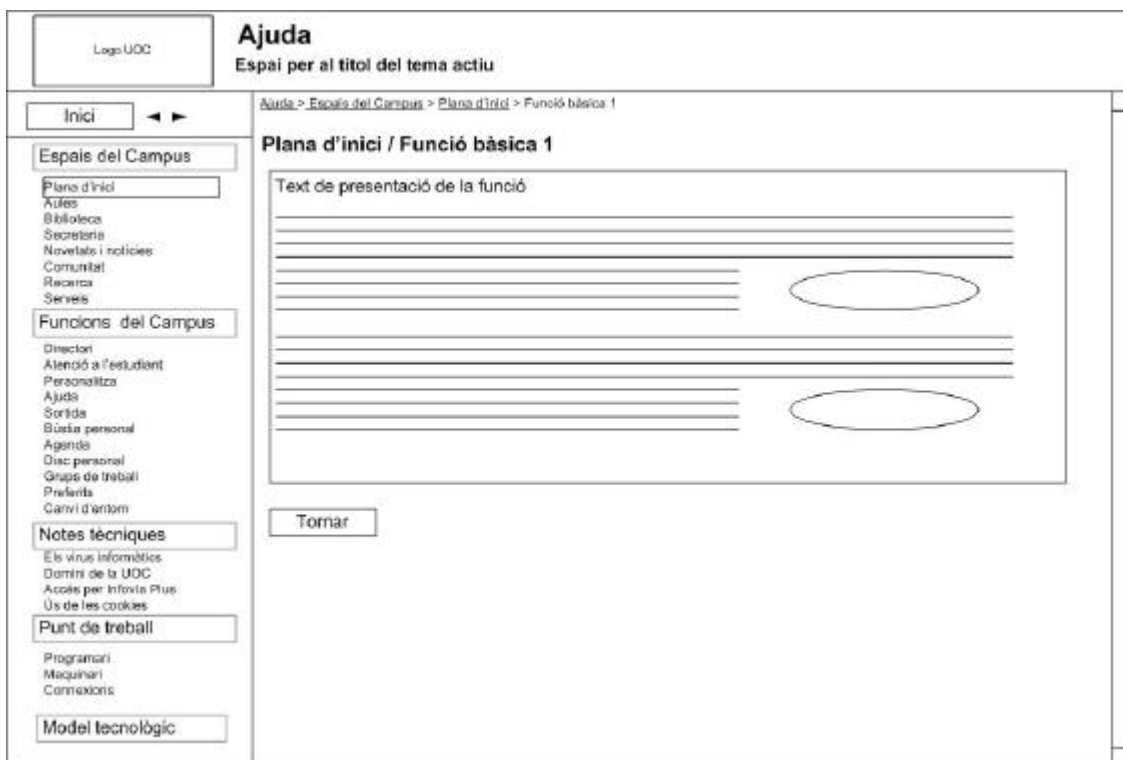 Logo UOC
Ajuda
Espai per al titol del tema actiu
Inici
Ajuda > Espais del Campus > Plana d'inici > Funció bàsica 1
Plana d'inici / Funció bàsica 1
Espais del Campus
Plana d'inici
Aules
Biblioteca
Secretaria
Novetats i notícies
Comunitat
Recerca
Serveis
Funcions del Campus
Directori
Atenció a l'estudiant
Personalitza
Ajuda
Sortida
Bústia personal
Agenda
Disc personal
Grups de treball
Preferits
Canvi d'entorn
Notes tècniques
Els virus informàtics
Domini de la UOC
Accés per Infovia Plus
Ús de les cookies
Punt de treball
Programari
Maquinari
Connexions
Model tecnològic
Text de presentació de la funció
Tornar